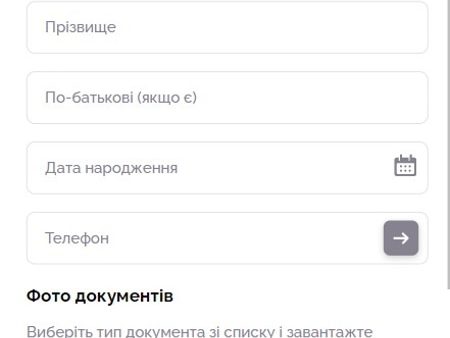 Прізвище
По-батькові (якщо є)
Дата народження
Телефон
Фото документів
Виберіть тип документа зі списку і завантажте